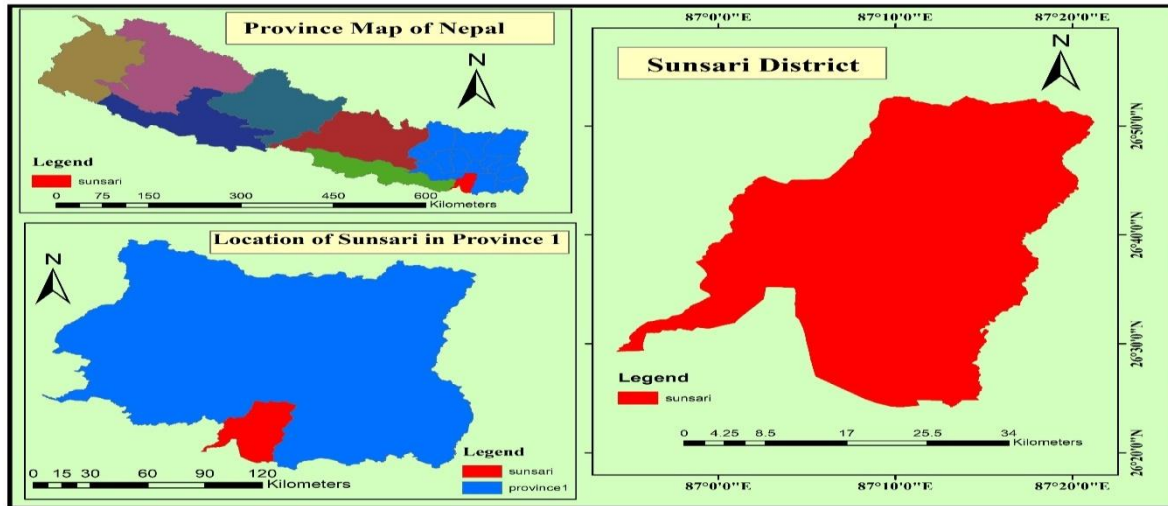 Province Map of Nepal
N
Legend
sunsari
0 75 150 300 450 600
Kilometers
Location of Sunsari in Province 1
N
Legend
sunsari
province1
0 15 30 60 90 120
Kilometers
87°0'0"E 87°10'0"E 87°20'0"E
Sunsari District
N
26°50'0"N
26°40'0"N
26°30'0"N
26°20'0"N
Legend
sunsari
0 4.25 8.5 17 25.5 34
Kilometers
87°0'0"E 87°10'0"E 87°20'0"E